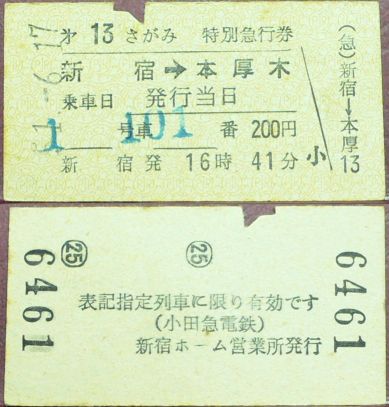 51.-6.17
㐧 13 さがみ 特別急行券
新 宿→本厚木
乗車日 発行当日
1 号車 101 番 200円
新 宿発 16時 41分
小
(急)新宿→本厚
13
6461
㉕
㉕
6461
表記指定列車に限り有効です
(小田急電鉄)
新宿ホーム営業所発行